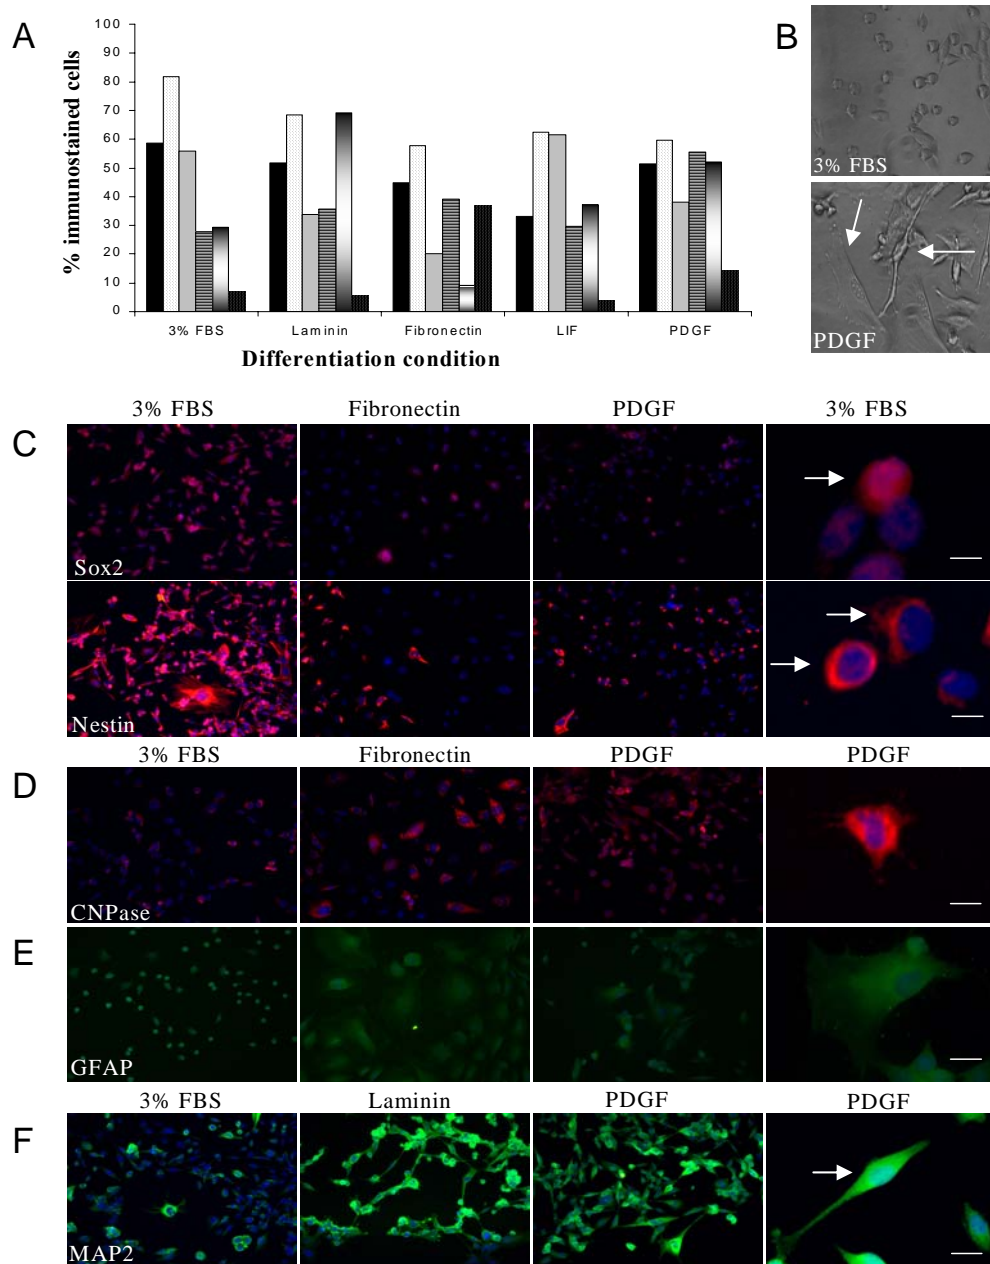 A
% immunostained cells
100
90
80
70
60
50
40
30
20
10
0
3% FBS
Laminin
Fibronectin
LIF
PDGF
Differentiation condition
B
3% FBS
PDGF
3% FBS
Fibronectin
PDGF
3% FBS
C
Sox2
Nestin
3% FBS
Fibronectin
PDGF
PDGF
D
CNPase
E
GFAP
3% FBS
Laminin
PDGF
PDGF
F
MAP2